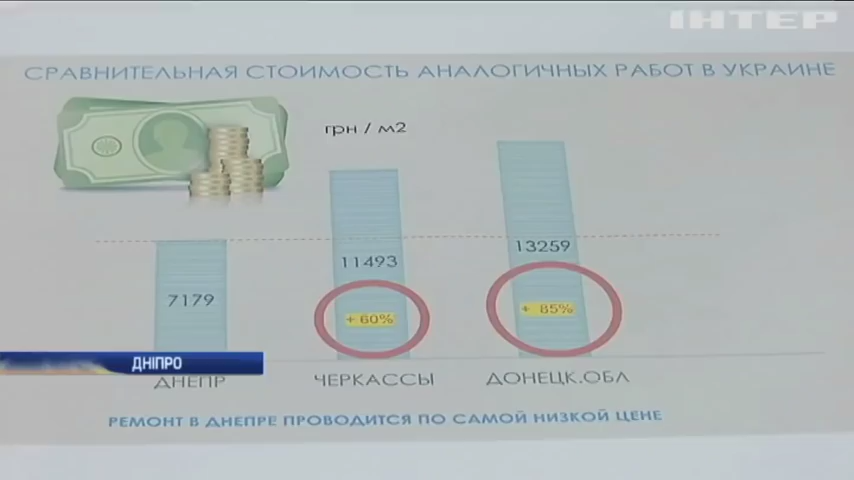 ІНТЕР
СРАВНИТЕЛЬНАЯ СТОИМОСТЬ АНАЛОГИЧНЫХ РАБОТ В УКРАИНЕ
грн / м2
7179
11493
13259
+ 60%
+ 85%
ДНІПРО
ДНЕПР
ЧЕРКАССЫ
ДОНЕЦК.ОБЛ
РЕМОНТ В ДНЕПРЕ ПРОВОДИТСЯ ПО САМОЙ НИЗКОЙ ЦЕНЕ